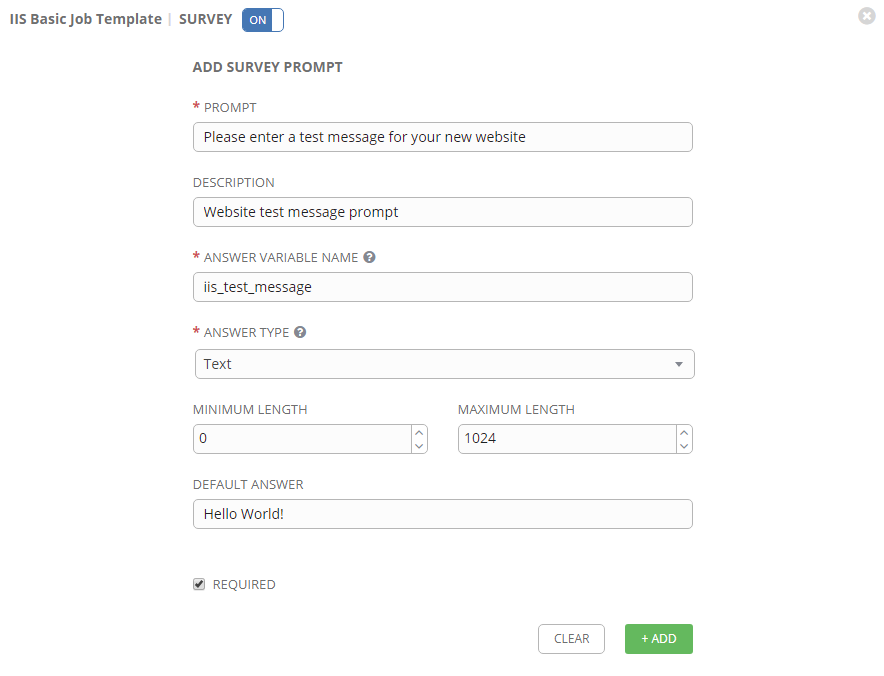 IIS Basic Job Template | SURVEY ON
ADD SURVEY PROMPT
* PROMPT
Please enter a test message for your new website
DESCRIPTION
Website test message prompt
* ANSWER VARIABLE NAME ?
iis_test_message
* ANSWER TYPE ?
Text
MINIMUM LENGTH MAXIMUM LENGTH
0 1024
DEFAULT ANSWER
Hello World!
REQUIRED
CLEAR + ADD